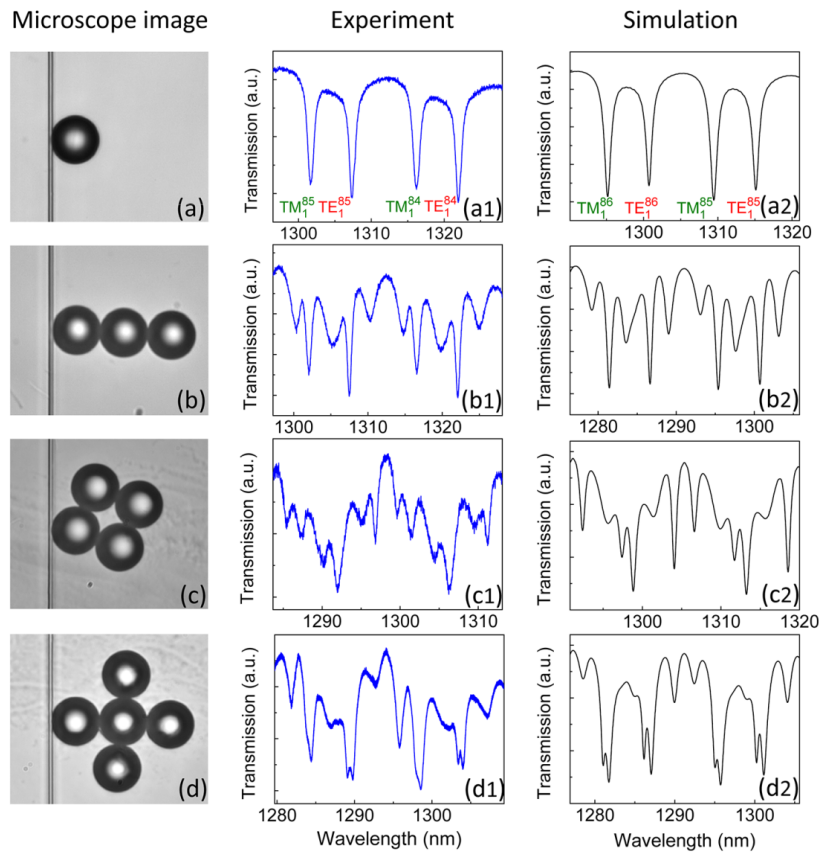 Microscope image Experiment Simulation
(a)
Transmission (a.u.)
TM₁⁸⁵ TE₁⁸⁵ TM₁⁸⁴ TE₁⁸⁴
(a1)
1300 1310 1320
Transmission (a.u.)
TM₁⁸⁶ TE₁⁸⁶ TM₁⁸⁵ TE₁⁸⁵
(a2)
1300 1310 1320
(b)
Transmission (a.u.)
(b1)
1300 1310 1320
Transmission (a.u.)
(b2)
1280 1290 1300
(c)
Transmission (a.u.)
(c1)
1290 1300 1310
Transmission (a.u.)
(c2)
1300 1310 1320
(d)
Transmission (a.u.)
(d1)
1280 1290 1300
Wavelength (nm)
Transmission (a.u.)
(d2)
1280 1290 1300
Wavelength (nm)